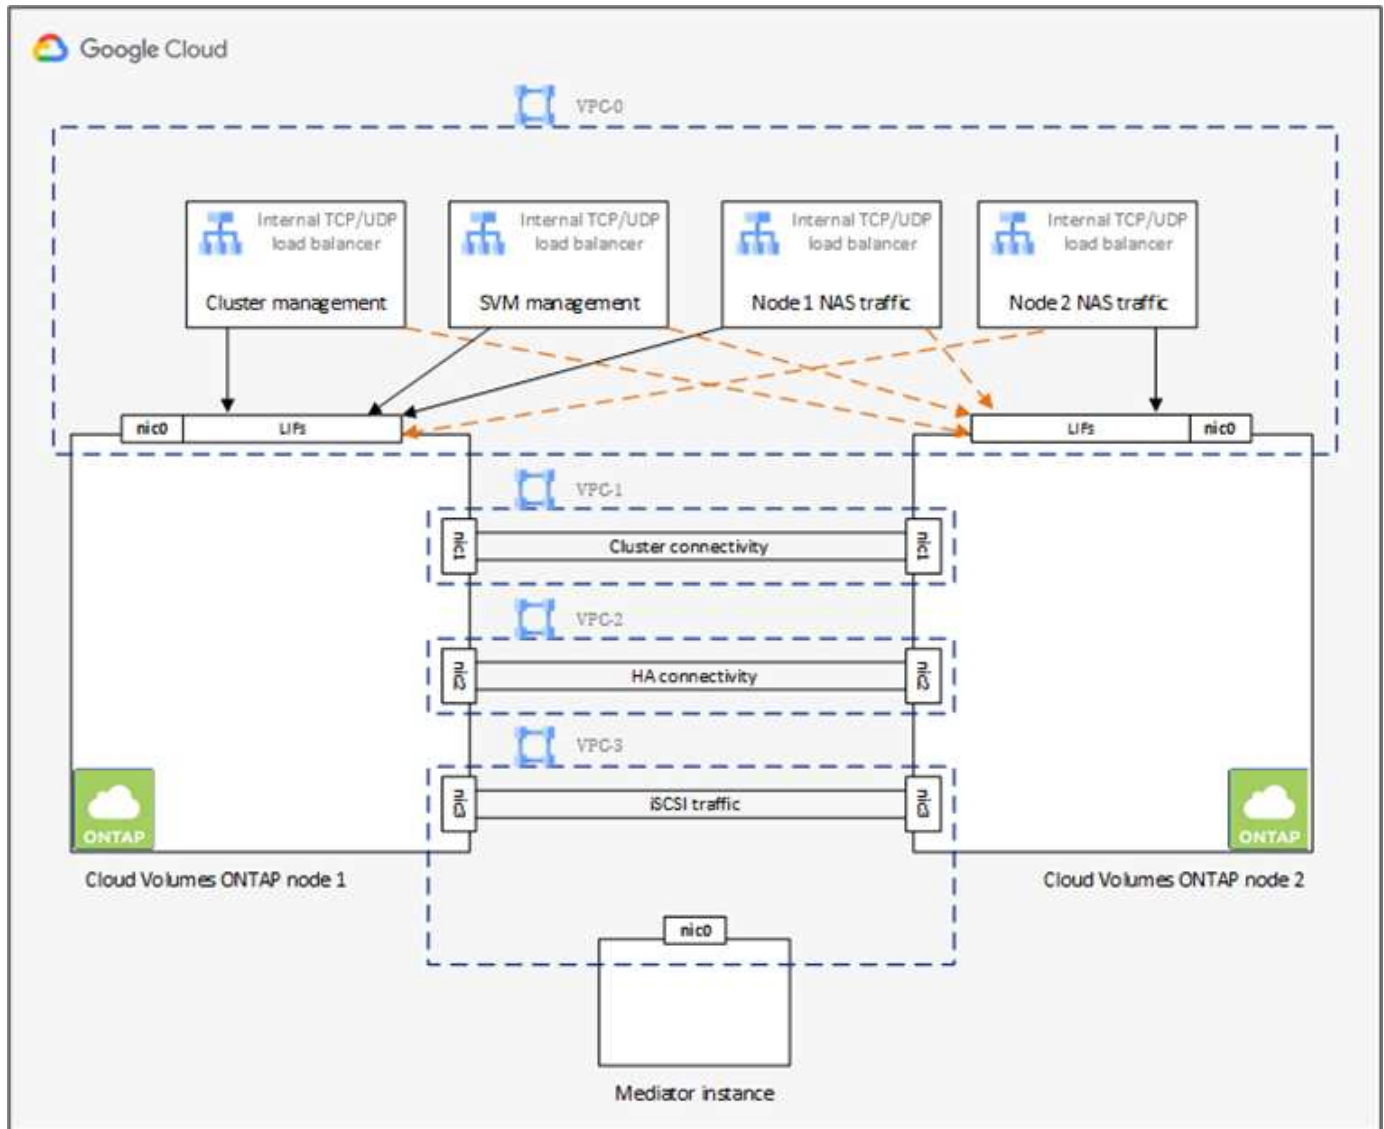 Google Cloud
VPC-0
Internal TCP/UDP
load balancer
Cluster management
Internal TCP/UDP
load balancer
SVM management
Internal TCP/UDP
load balancer
Node 1 NAS traffic
Internal TCP/UDP
load balancer
Node 2 NAS traffic
nic0
LIFs
LIFs
nic0
VPC-1
nic1
Cluster connectivity
nic1
VPC-2
nic2
HA connectivity
nic2
VPC-3
nic3
iSCSI traffic
nic3
ONTAP
ONTAP
Cloud Volumes ONTAP node 1
Cloud Volumes ONTAP node 2
nic0
Mediator instance